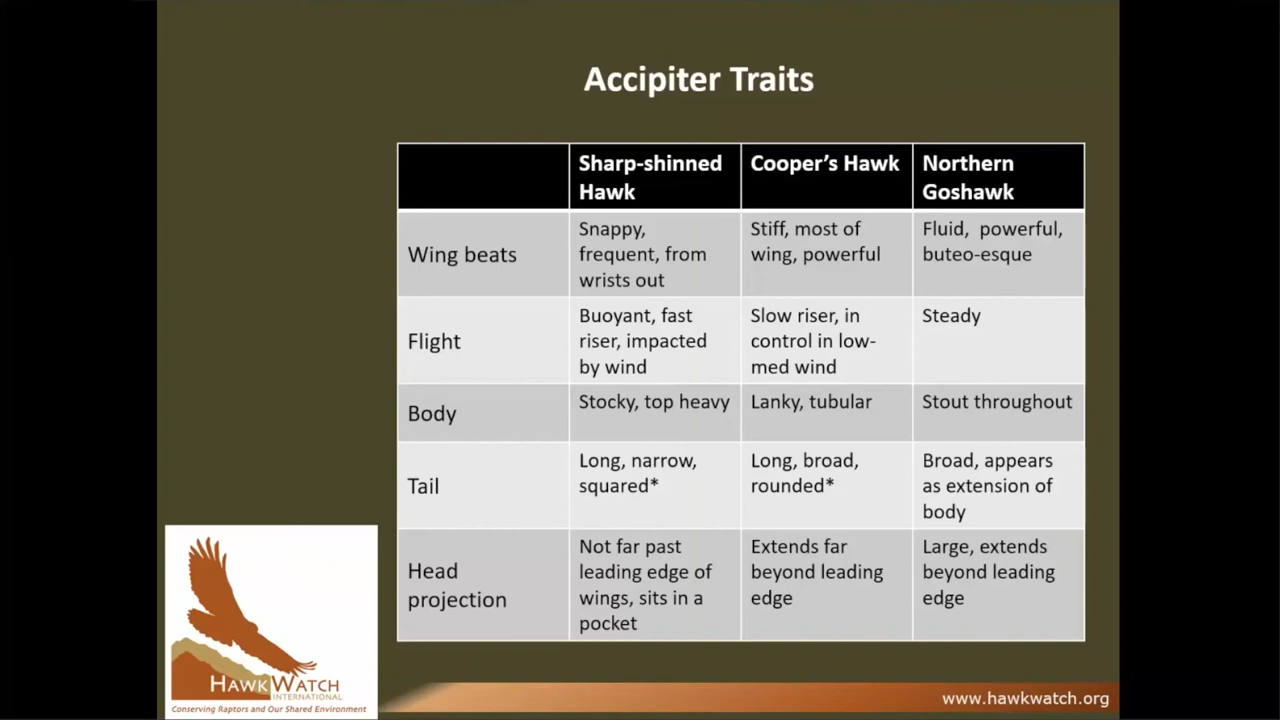 Accipiter Traits
Sharp-shinned
Hawk
Cooper's Hawk
Northern
Goshawk
Wing beats
Snappy,
frequent, from
wrists out
Stiff, most of
wing, powerful
Fluid, powerful,
buteo-esque
Flight
Buoyant, fast
riser, impacted
by wind
Slow riser, in
control in low-
med wind
Steady
Body
Stocky, top heavy
Lanky, tubular
Stout throughout
Tail
Long, narrow,
squared*
Long, broad,
rounded*
Broad, appears
as extension of
body
Head
projection
Not far past
leading edge of
wings, sits in a
pocket
Extends far
beyond leading
edge
Large, extends
beyond leading
edge
HAWKWATCH
INTERNATIONAL
Conserving Raptors and Our Shared Environment
www.hawkwatch.org